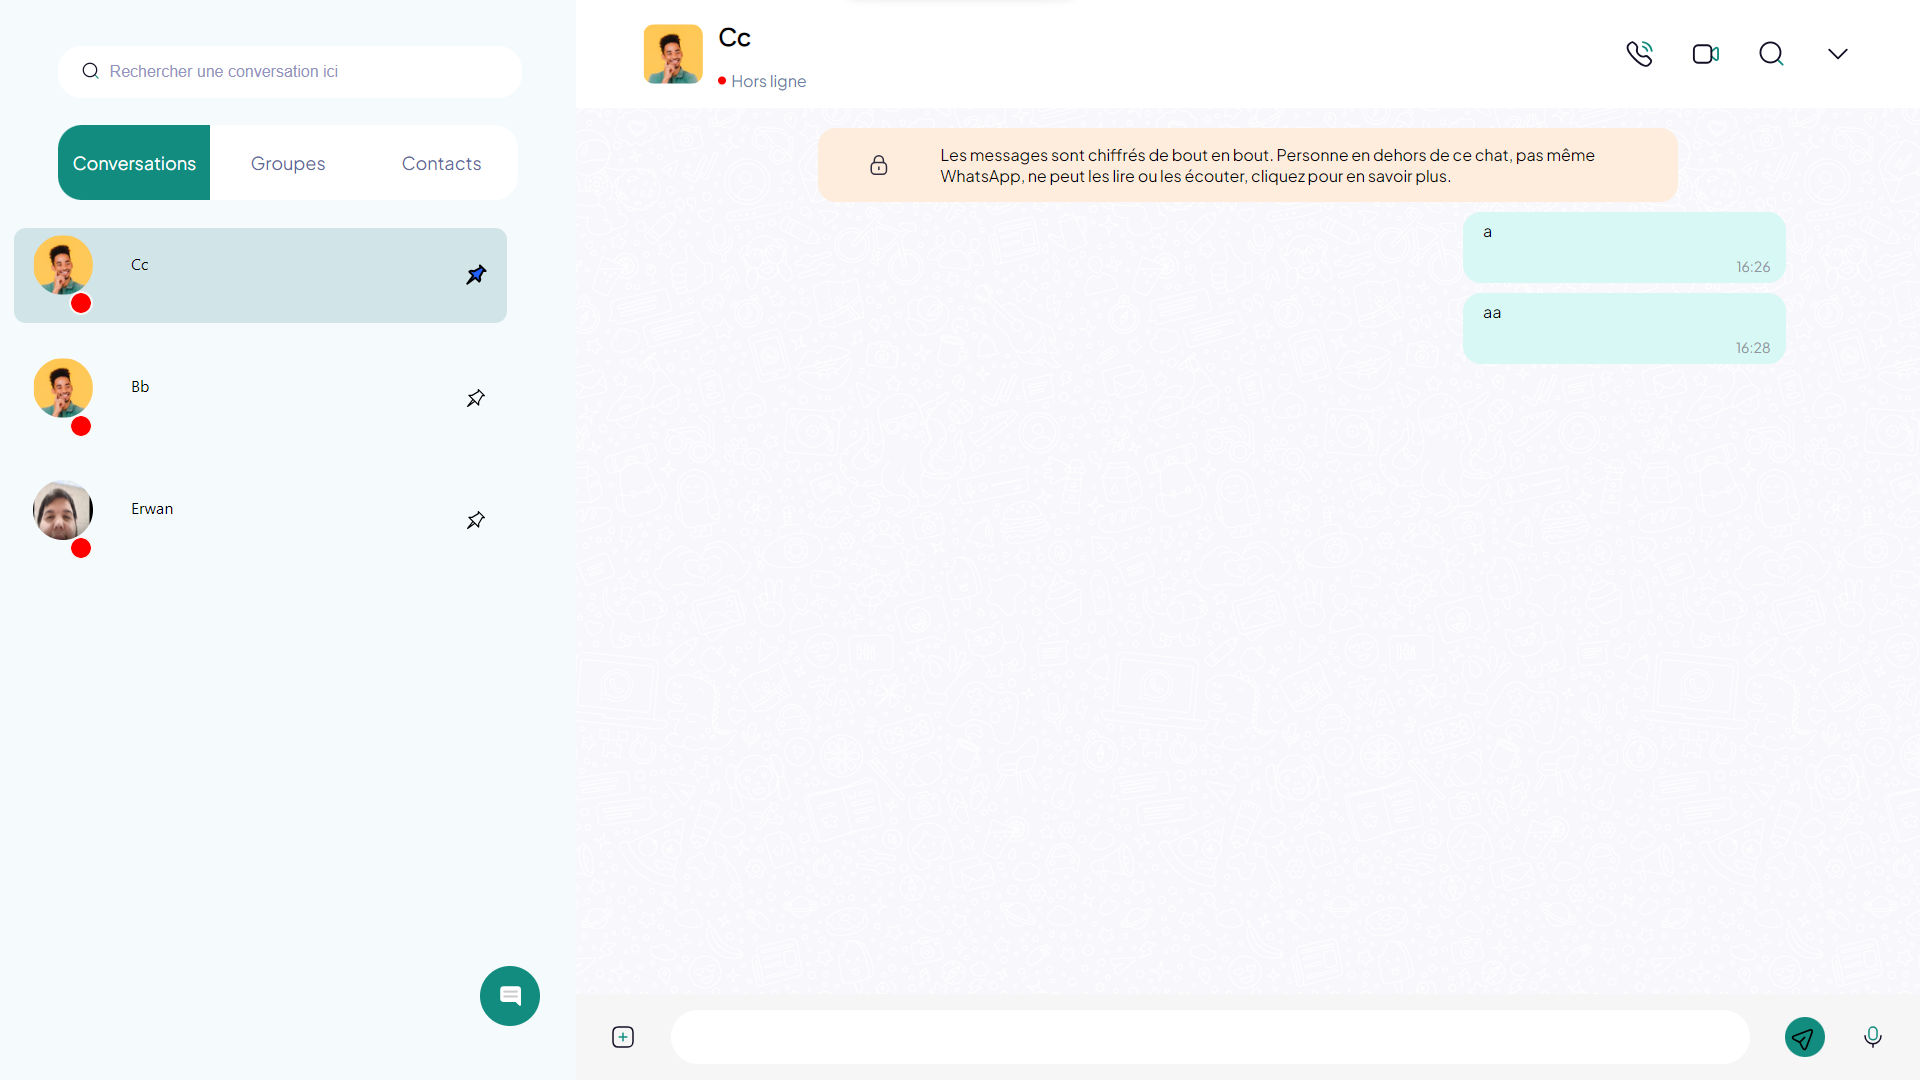 Rechercher une conversation ici
Conversations
Groupes
Contacts
Cc
Bb
Erwan
Cc
Hors ligne
Les messages sont chiffrés de bout en bout. Personne en dehors de ce chat, pas même
WhatsApp, ne peut les lire ou les écouter, cliquez pour en savoir plus.
a
16:26
aa
16:28